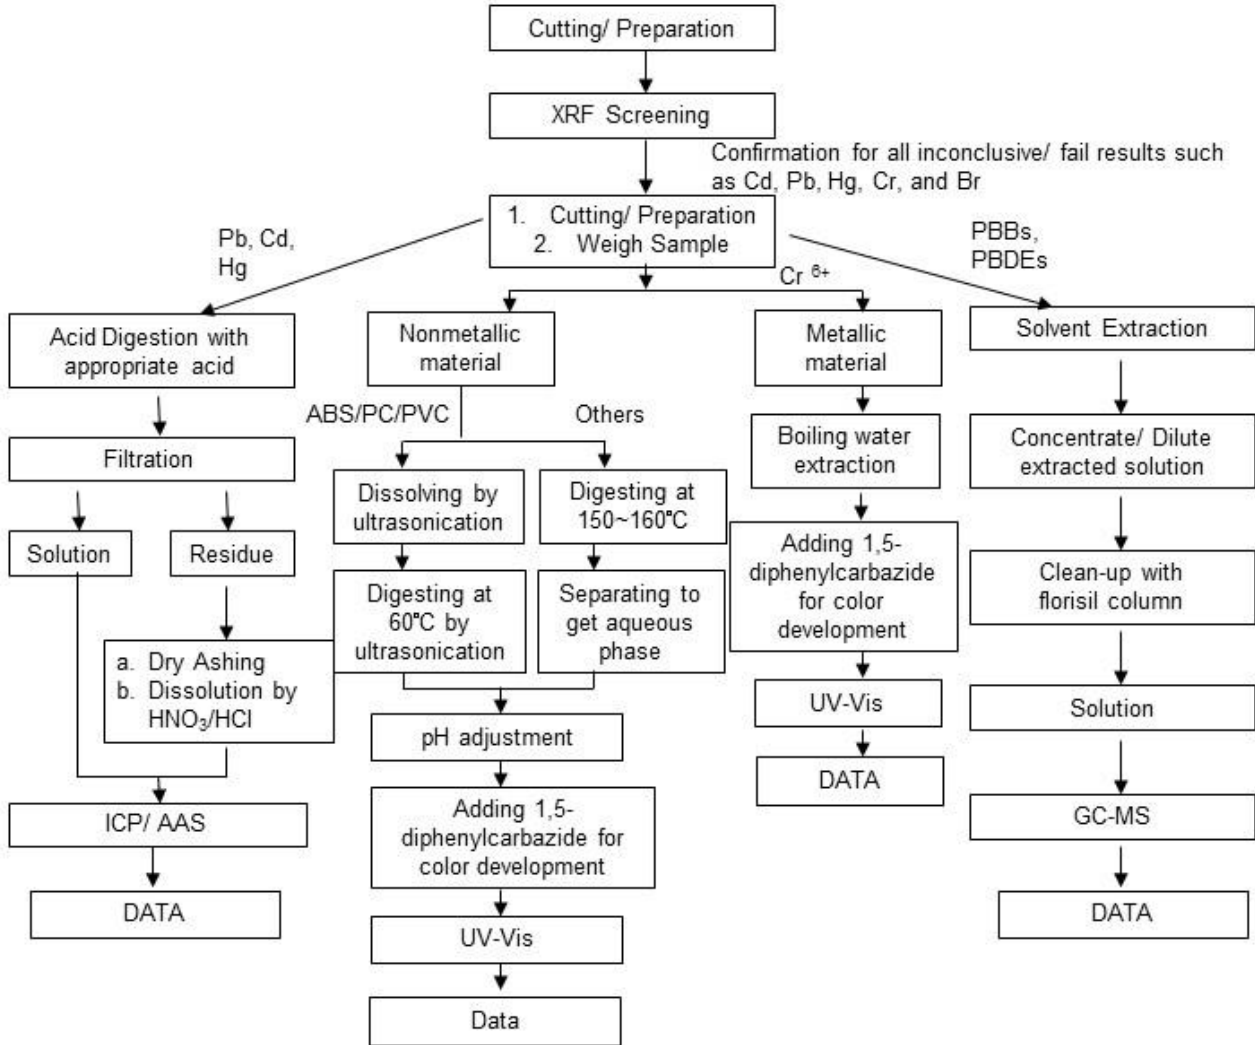 Cutting/ Preparation
XRF Screening
Confirmation for all inconclusive/ fail results such
as Cd, Pb, Hg, Cr, and Br
1. Cutting/ Preparation
2. Weigh Sample
Pb, Cd,
Hg
Cr 6+
PBBs,
PBDEs
Acid Digestion with
appropriate acid
Nonmetallic
material
Metallic
material
Solvent Extraction
ABS/PC/PVC
Others
Filtration
Boiling water
extraction
Concentrate/ Dilute
extracted solution
Dissolving by
ultrasonication
Digesting at
150~160°C
Solution
Residue
Adding 1,5-
diphenylcarbazide
for color
development
Clean-up with
florisil column
Digesting at
60°C by
ultrasonication
Separating to
get aqueous
phase
a. Dry Ashing
b. Dissolution by
HNO₃/HCl
UV-Vis
Solution
pH adjustment
DATA
ICP/ AAS
Adding 1,5-
diphenylcarbazide for
color development
GC-MS
DATA
DATA
UV-Vis
Data